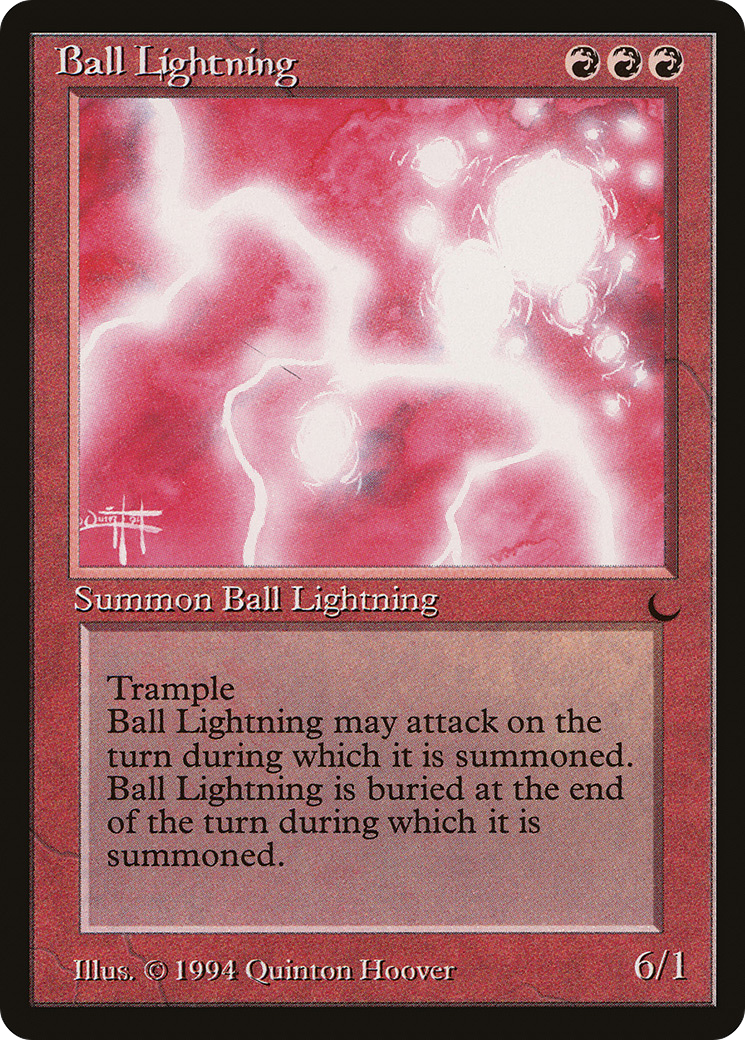 Ball Lightning
Summon Ball Lightning
Trample
Ball Lightning may attack on the
turn during which it is summoned.
Ball Lightning is buried at the end
of the turn during which it is
summoned.
Illus. © 1994 Quinton Hoover
6/1